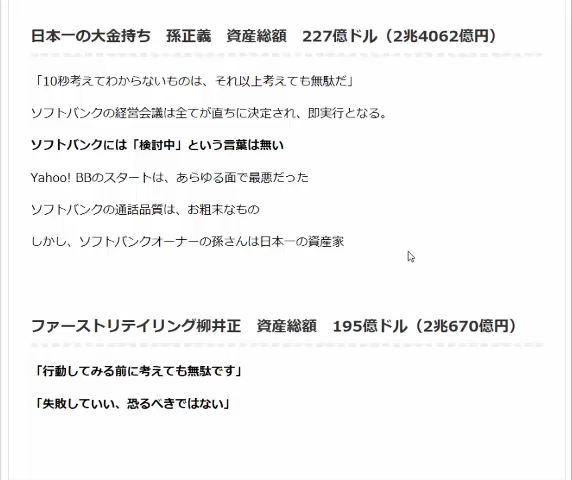 日本一の大金持ち　孫正義　資産総額　227億ドル（2兆4062億円）
「10秒考えてわからないものは、それ以上考えても無駄だ」
ソフトバンクの経営会議は全てが直ちに決定され、即実行となる。
ソフトバンクには「検討中」という言葉は無い
Yahoo! BBのスタートは、あらゆる面で最悪だった
ソフトバンクの通話品質は、お粗末なもの
しかし、ソフトバンクオーナーの孫さんは日本一の資産家
ファーストリテイリング柳井正　資産総額　195億ドル（2兆670億円）
「行動してみる前に考えても無駄です」
「失敗していい、恐るべきではない」